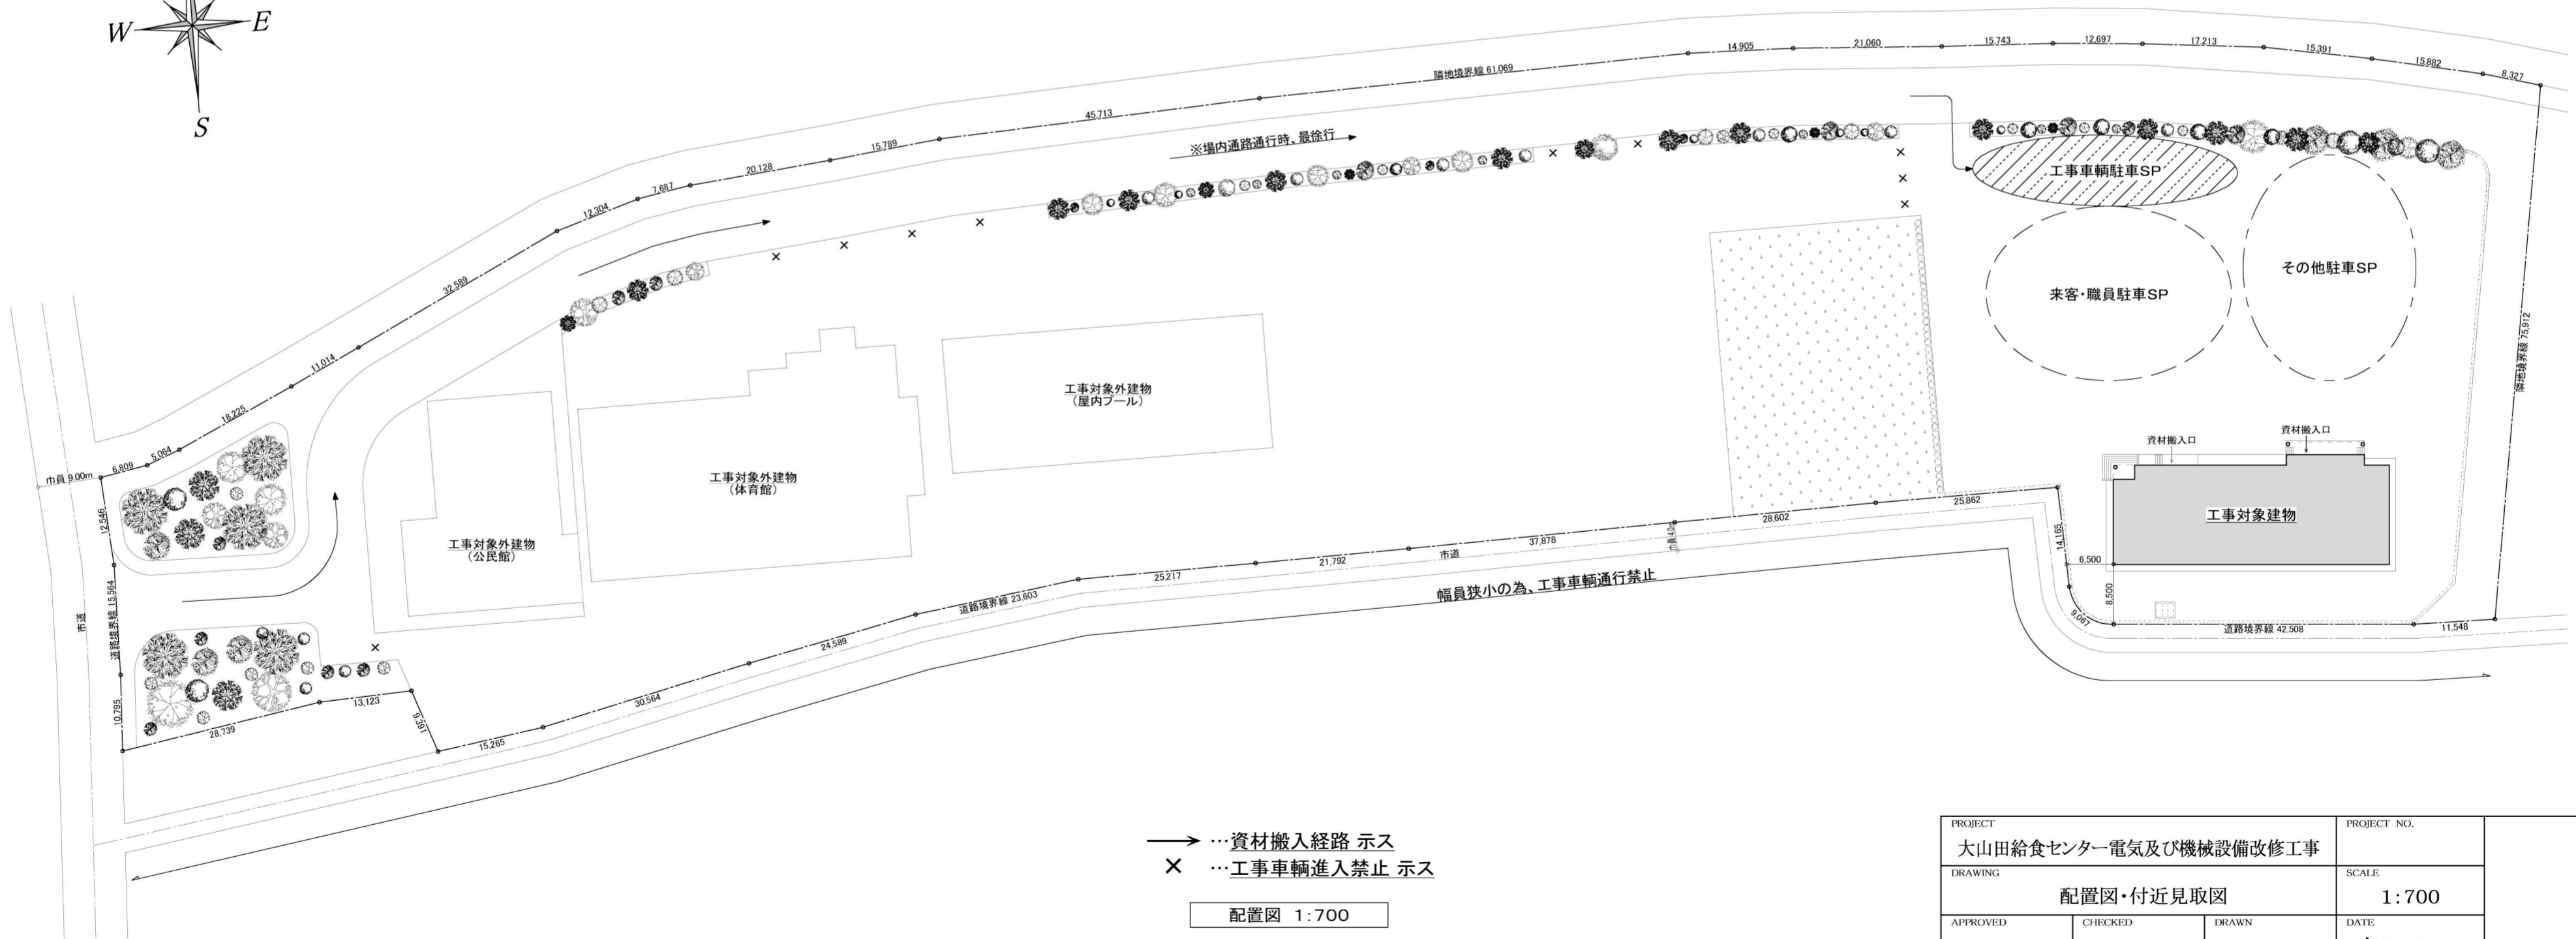 W
E
S
14,905
21,060
15,743
12,697
17,213
15,391
15,882
8,327
隣地境界線 61,069
45,713
15,789
20,128
7,687
12,304
32,589
11,014
18,225
5,064
6,809
巾員 9.00m
12,546
道路境界線 15,564
10,795
市道
28,739
13,123
9,391
15,265
30,564
24,589
道路境界線 23,603
25,217
21,792
37,878
28,602
25,862
14,165
9,067
道路境界線 42,508
11,548
隣地境界線 75,912
6,500
8,500
市道
※場内通路通行時、最徐行
工事車輌駐車SP
来客・職員駐車SP
その他駐車SP
工事対象外建物
(屋内プール)
工事対象外建物
(体育館)
工事対象外建物
(公民館)
資材搬入口
資材搬入口
工事対象建物
幅員狭小の為、工事車輌通行禁止
…資材搬入経路 示ス
× …工事車輌進入禁止 示ス
配置図 1:700
PROJECT
大山田給食センター電気及び機械設備改修工事
PROJECT NO.
DRAWING
配置図・付近見取図
SCALE
1:700
APPROVED
CHECKED
DRAWN
DATE